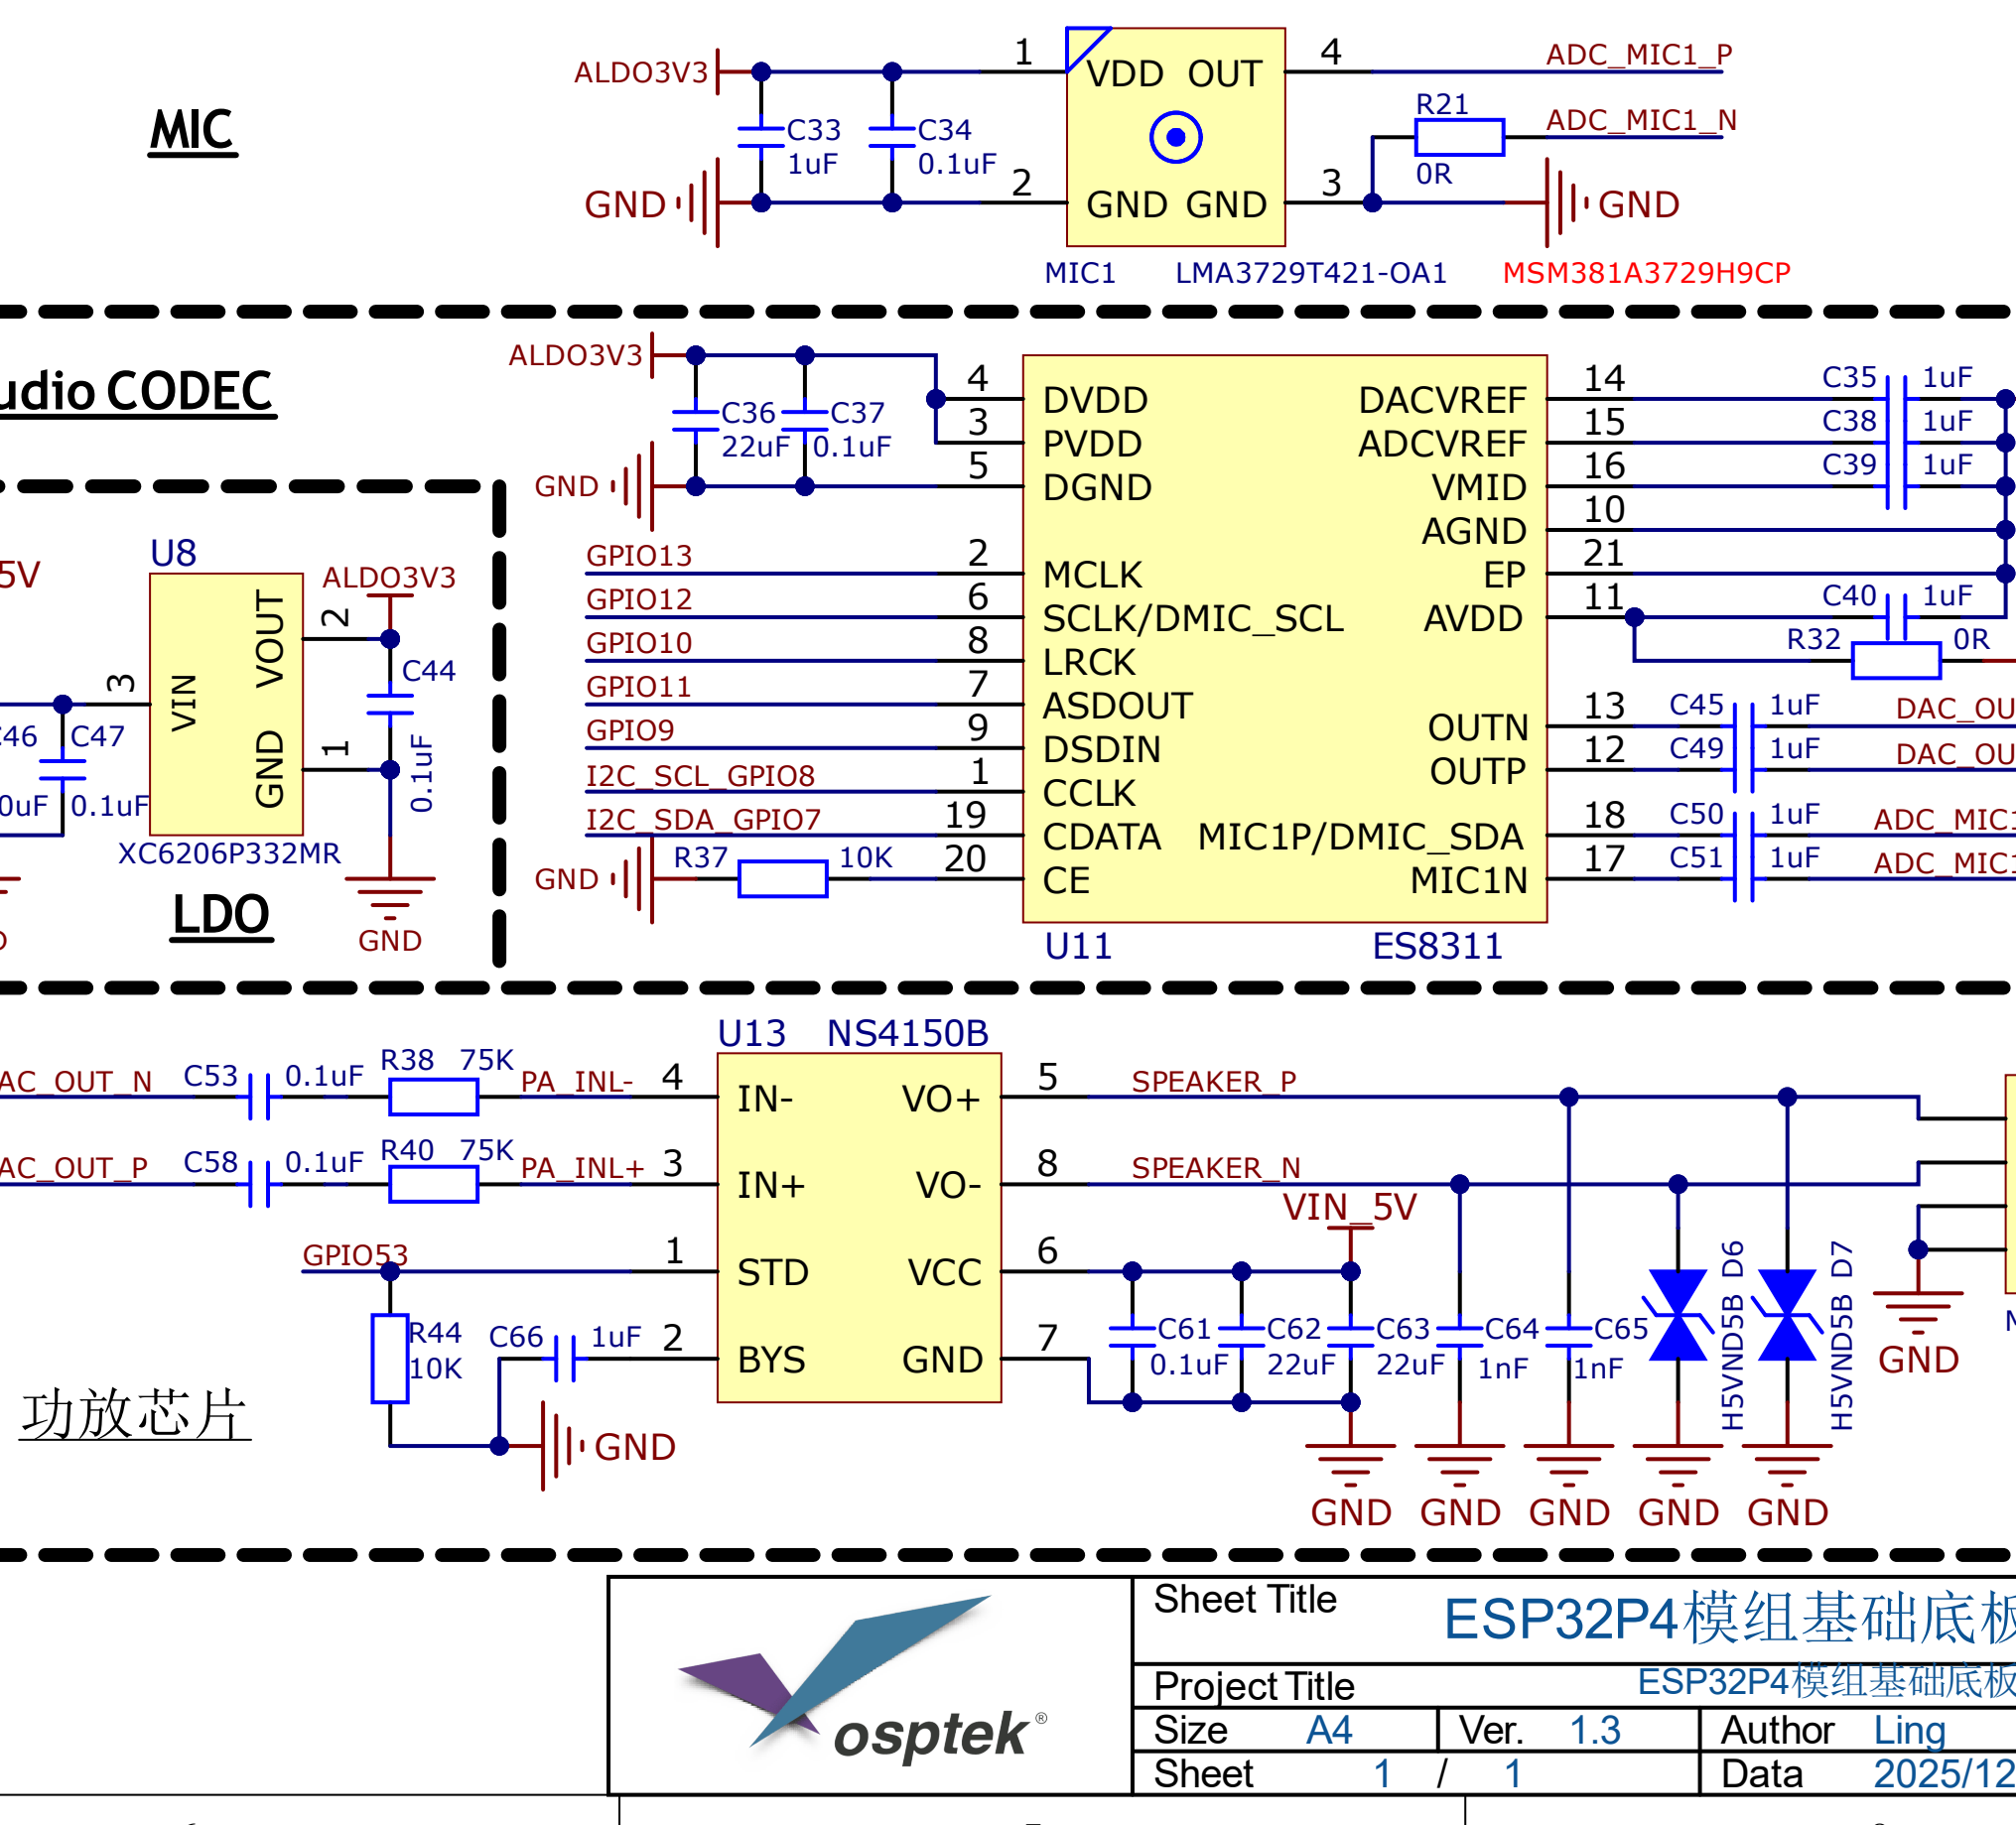 MIC
ALDO3V3
C33
1uF
C34
0.1uF
GND
1
2
VDD OUT
GND GND
4
3
ADC_MIC1_P
R21
ADC_MIC1_N
0R
GND
MIC1 LMA3729T421-OA1 MSM381A3729H9CP
udio CODEC
ALDO3V3
C36
22uF
C37
0.1uF
GND
4 DVDD
3 PVDD
5 DGND
GPIO13 2 MCLK
GPIO12 6 SCLK/DMIC_SCL
GPIO10 8 LRCK
GPIO11 7 ASDOUT
GPIO9 9 DSDIN
I2C_SCL_GPIO8 1 CCLK
I2C_SDA_GPIO7 19 CDATA
GND R37 10K 20 CE
DACVREF 14 C35 1uF
ADCVREF 15 C38 1uF
VMID 16 C39 1uF
AGND 10
EP 21
AVDD 11 C40 1uF
R32 0R
OUTN 13 C45 1uF DAC_OU
OUTP 12 C49 1uF DAC_OU
MIC1P/DMIC_SDA 18 C50 1uF ADC_MIC1
MIC1N 17 C51 1uF ADC_MIC1
U11 ES8311
5V
U8
ALDO3V3
VIN
VOUT
GND
3
2
1
C44
0.1uF
46
C47
0uF
0.1uF
XC6206P332MR
LDO
GND
U13 NS4150B
AC_OUT_N C53 0.1uF R38 75K PA_INL- 4 IN-
AC_OUT_P C58 0.1uF R40 75K PA_INL+ 3 IN+
GPIO53 1 STD
R44
10K
C66 1uF 2 BYS
GND
VO+ 5 SPEAKER_P
VO- 8 SPEAKER_N
VIN_5V
VCC 6
GND 7
C61
0.1uF
C62
22uF
C63
22uF
C64
1nF
C65
1nF
H5VND5B D6
H5VND5B D7
GND
GND GND GND GND GND
功放芯片
osptek®
Sheet Title ESP32P4模组基础底板
Project Title ESP32P4模组基础底板
Size A4 Ver. 1.3 Author Ling
Sheet 1 / 1 Data 2025/12